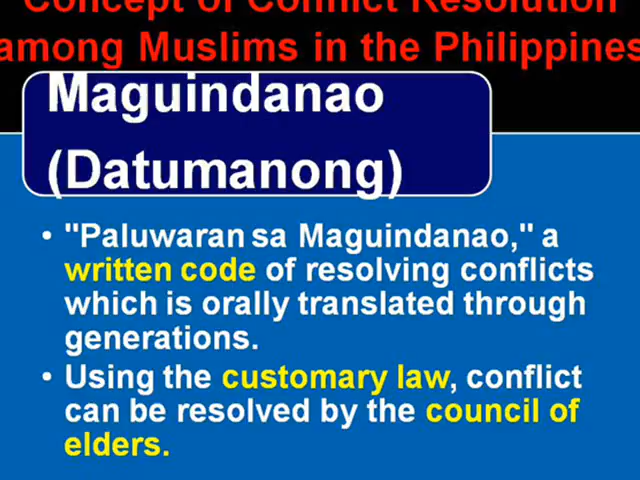 Concept of Conflict Resolution
among Muslims in the Philippines
Maguindanao
(Datumanong)
• "Paluwaran sa Maguindanao," a
written code of resolving conflicts
which is orally translated through
generations.
• Using the customary law, conflict
can be resolved by the council of
elders.